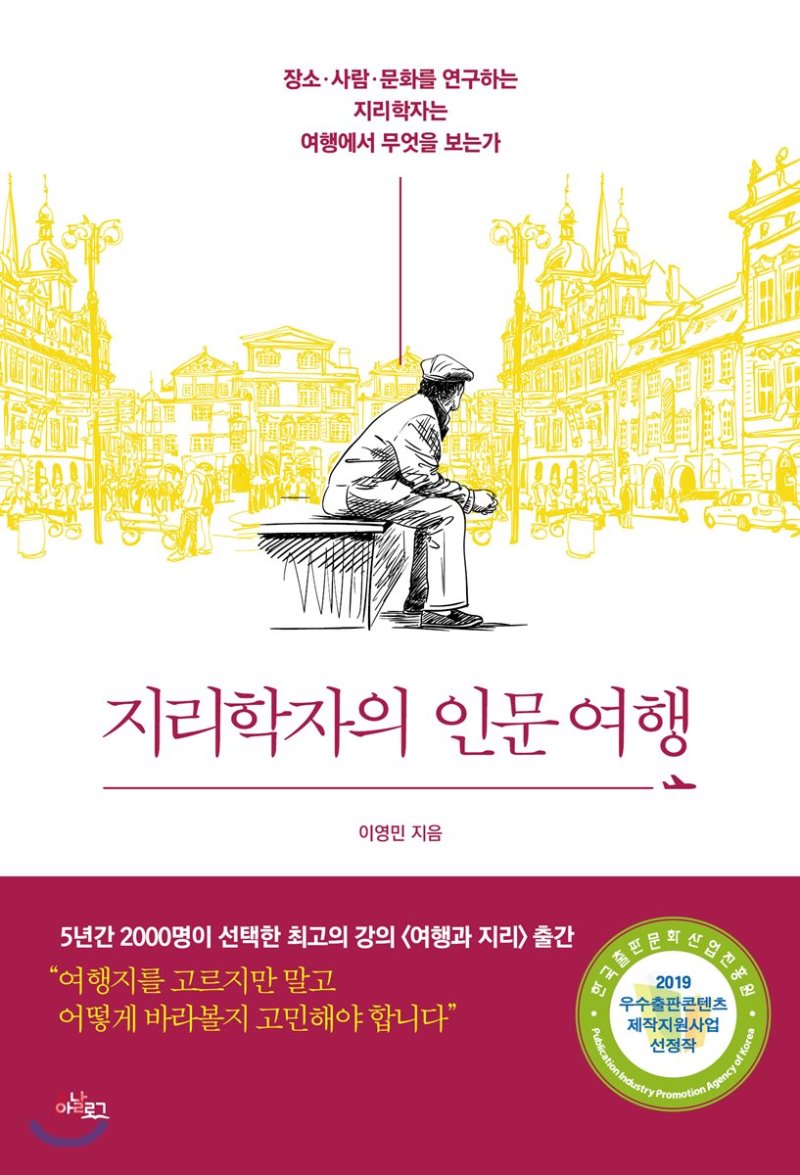 장소·사람·문화를 연구하는
지리학자는
여행에서 무엇을 보는가
지리학자의 인문 여행
이영민 지음
5년간 2000명이 선택한 최고의 강의 〈여행과 지리〉 출간
“여행지를 고르지만 말고
어떻게 바라볼지 고민해야 합니다”
한국출판문화산업진흥원
2019
우수출판콘텐츠
제작지원사업
선정작
Publication Industry Promotion Agency of Korea
아날로그